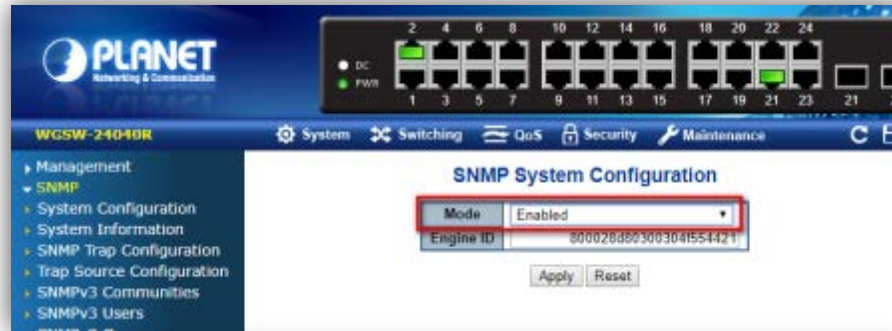 2 4 6 8 10 12 14 16 18 20 22 24
PLANET
Networking & Communication
DC
PWR
1 3 5 7 9 11 13 15 17 19 21 23 21
WGSW-24040R
System Switching QoS Security Maintenance
Management
SNMP
SNMP System Configuration
System Configuration
Mode Enabled
System Information
Engine ID
SNMP Trap Configuration
Trap Source Configuration
Apply Reset
SNMPv3 Communities
SNMPv3 Users